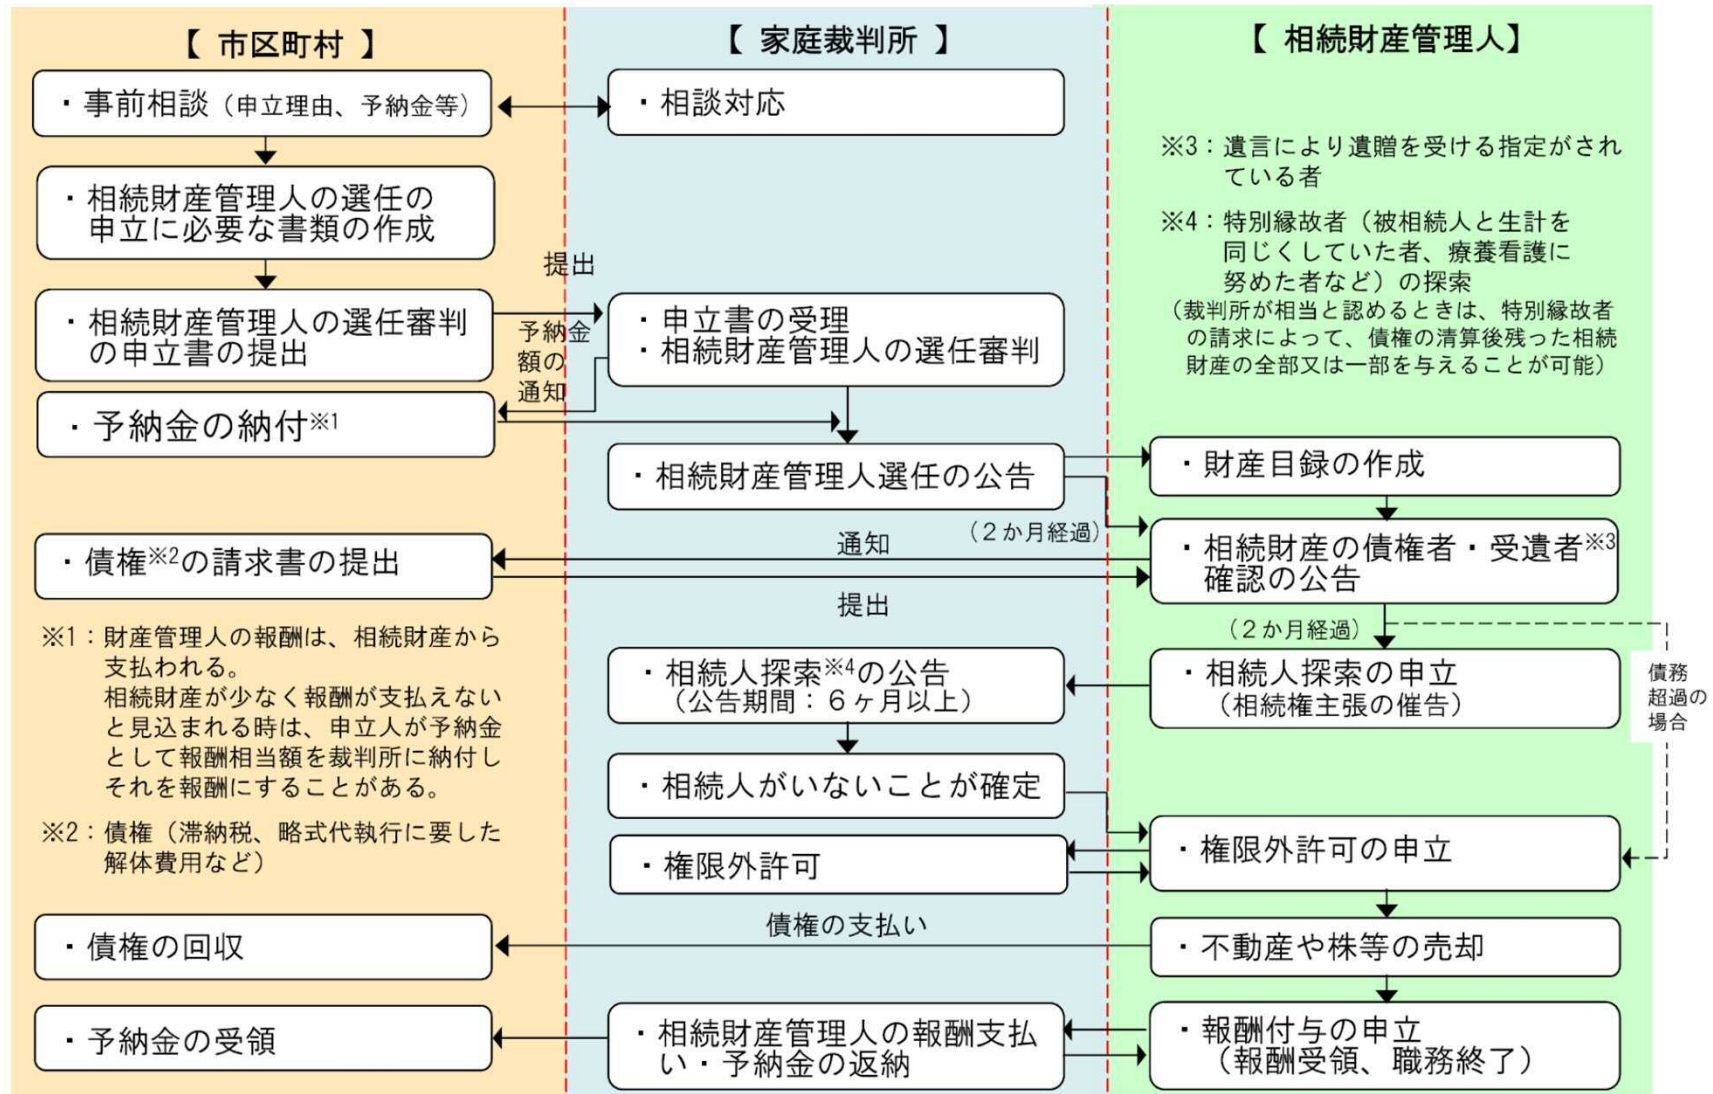 【 市区町村 】
・事前相談（申立理由、予納金等）
・相続財産管理人の選任の
申立に必要な書類の作成
・相続財産管理人の選任審判
の申立書の提出
・予納金の納付※1
・債権※2の請求書の提出
※1：財産管理人の報酬は、相続財産から
支払われる。
相続財産が少なく報酬が支払えない
と見込まれる時は、申立人が予納金
として報酬相当額を裁判所に納付し
それを報酬にすることがある。
※2：債権（滞納税、略式代執行に要した
解体費用など）
・債権の回収
・予納金の受領
提出
予納金
額の
通知
【 家庭裁判所 】
・相談対応
・申立書の受理
・相続財産管理人の選任審判
・相続財産管理人選任の公告
（２か月経過）
通知
提出
・相続人探索※4の公告
（公告期間：６ヶ月以上）
・相続人がいないことが確定
・権限外許可
債権の支払い
・相続財産管理人の報酬支払
い・予納金の返納
【 相続財産管理人】
※3：遺言により遺贈を受ける指定がされ
ている者
※4：特別縁故者（被相続人と生計を
同じくしていた者、療養看護に
努めた者など）の探索
（裁判所が相当と認めるときは、特別縁故者
の請求によって、債権の清算後残った相続
財産の全部又は一部を与えることが可能）
・財産目録の作成
・相続財産の債権者・受遺者※3
確認の公告
（２か月経過）
・相続人探索の申立
（相続権主張の催告）
債務
超過の
場合
・権限外許可の申立
・不動産や株等の売却
・報酬付与の申立
（報酬受領、職務終了）